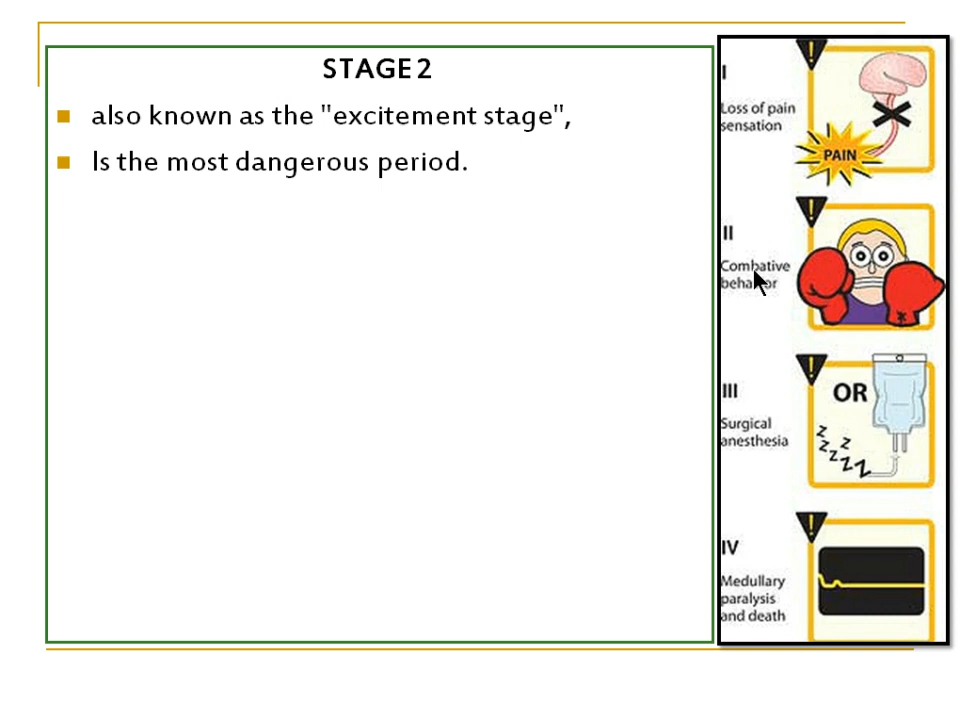 STAGE 2
also known as the "excitement stage",
Is the most dangerous period.
I
Loss of pain
sensation
PAIN
II
Combative
behavior
III
Surgical
anesthesia
OR
z z z z z z
IV
Medullary
paralysis
and death